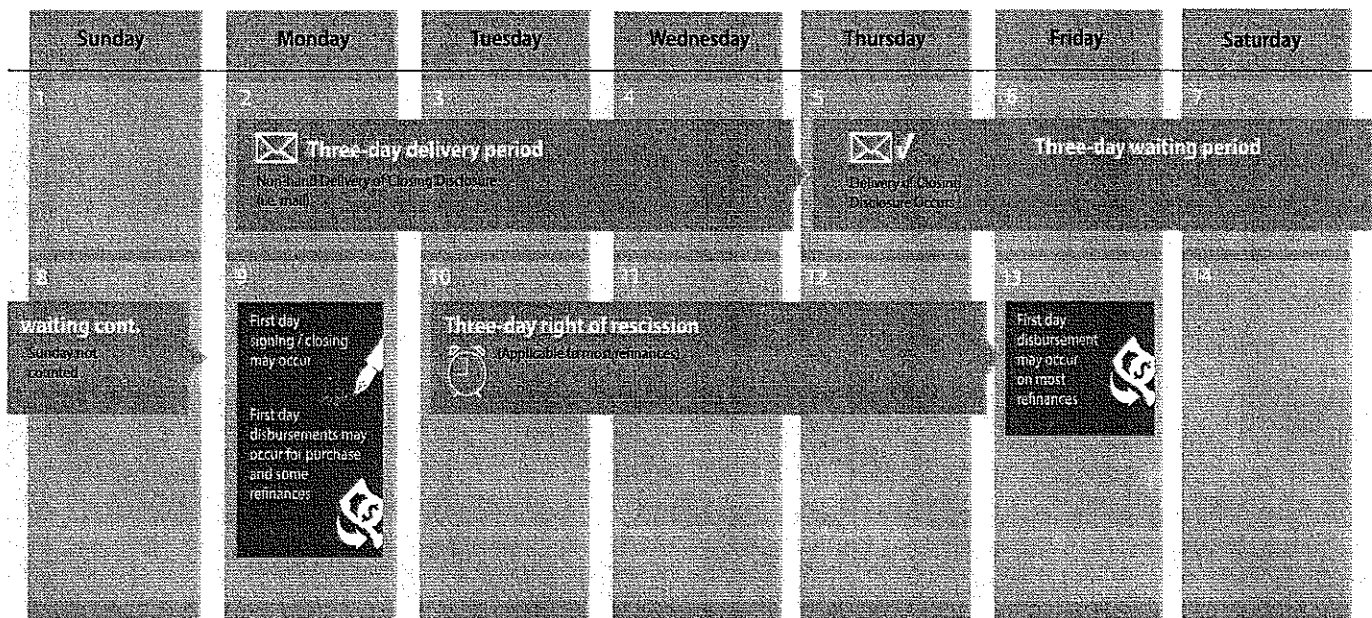 Sunday
Monday
Tuesday
Wednesday
Thursday
Friday
Saturday
1
2
3
4
5
6
7
Three-day delivery period
Non-hand Delivery of Closing Disclosure
(i.e. mail)
Three-day waiting period
Delivery of Closing
Disclosure Occurs
8
9
10
11
12
13
14
waiting cont.
Sunday not
counted
First day
signing / closing
may occur
First day
disbursements may
occur for purchase
and some
refinances
Three-day right of rescission
(Applicable to most refinances)
First day
disbursement
may occur
on most
refinances